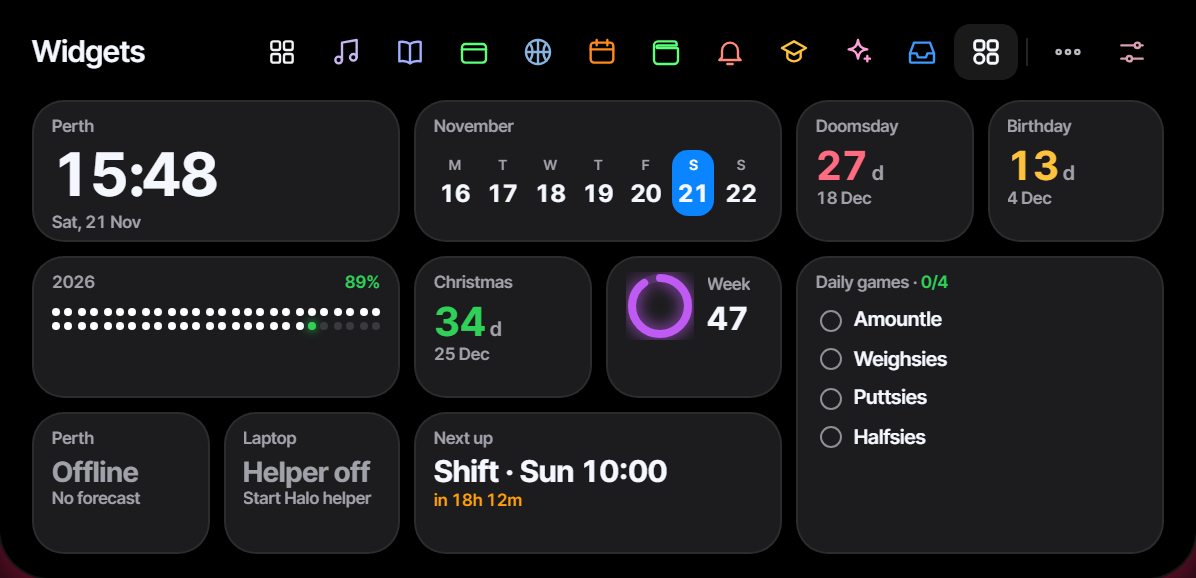 Widgets
Perth
15:48
Sat, 21 Nov
November
M T W T F S S
16 17 18 19 20 21 22
Doomsday
27 d
18 Dec
Birthday
13 d
4 Dec
2026 89%
Christmas
34 d
25 Dec
Week
47
Daily games · 0/4
Amountle
Weighsies
Puttsies
Halfsies
Perth
Offline
No forecast
Laptop
Helper off
Start Halo helper
Next up
Shift · Sun 10:00
in 18h 12m